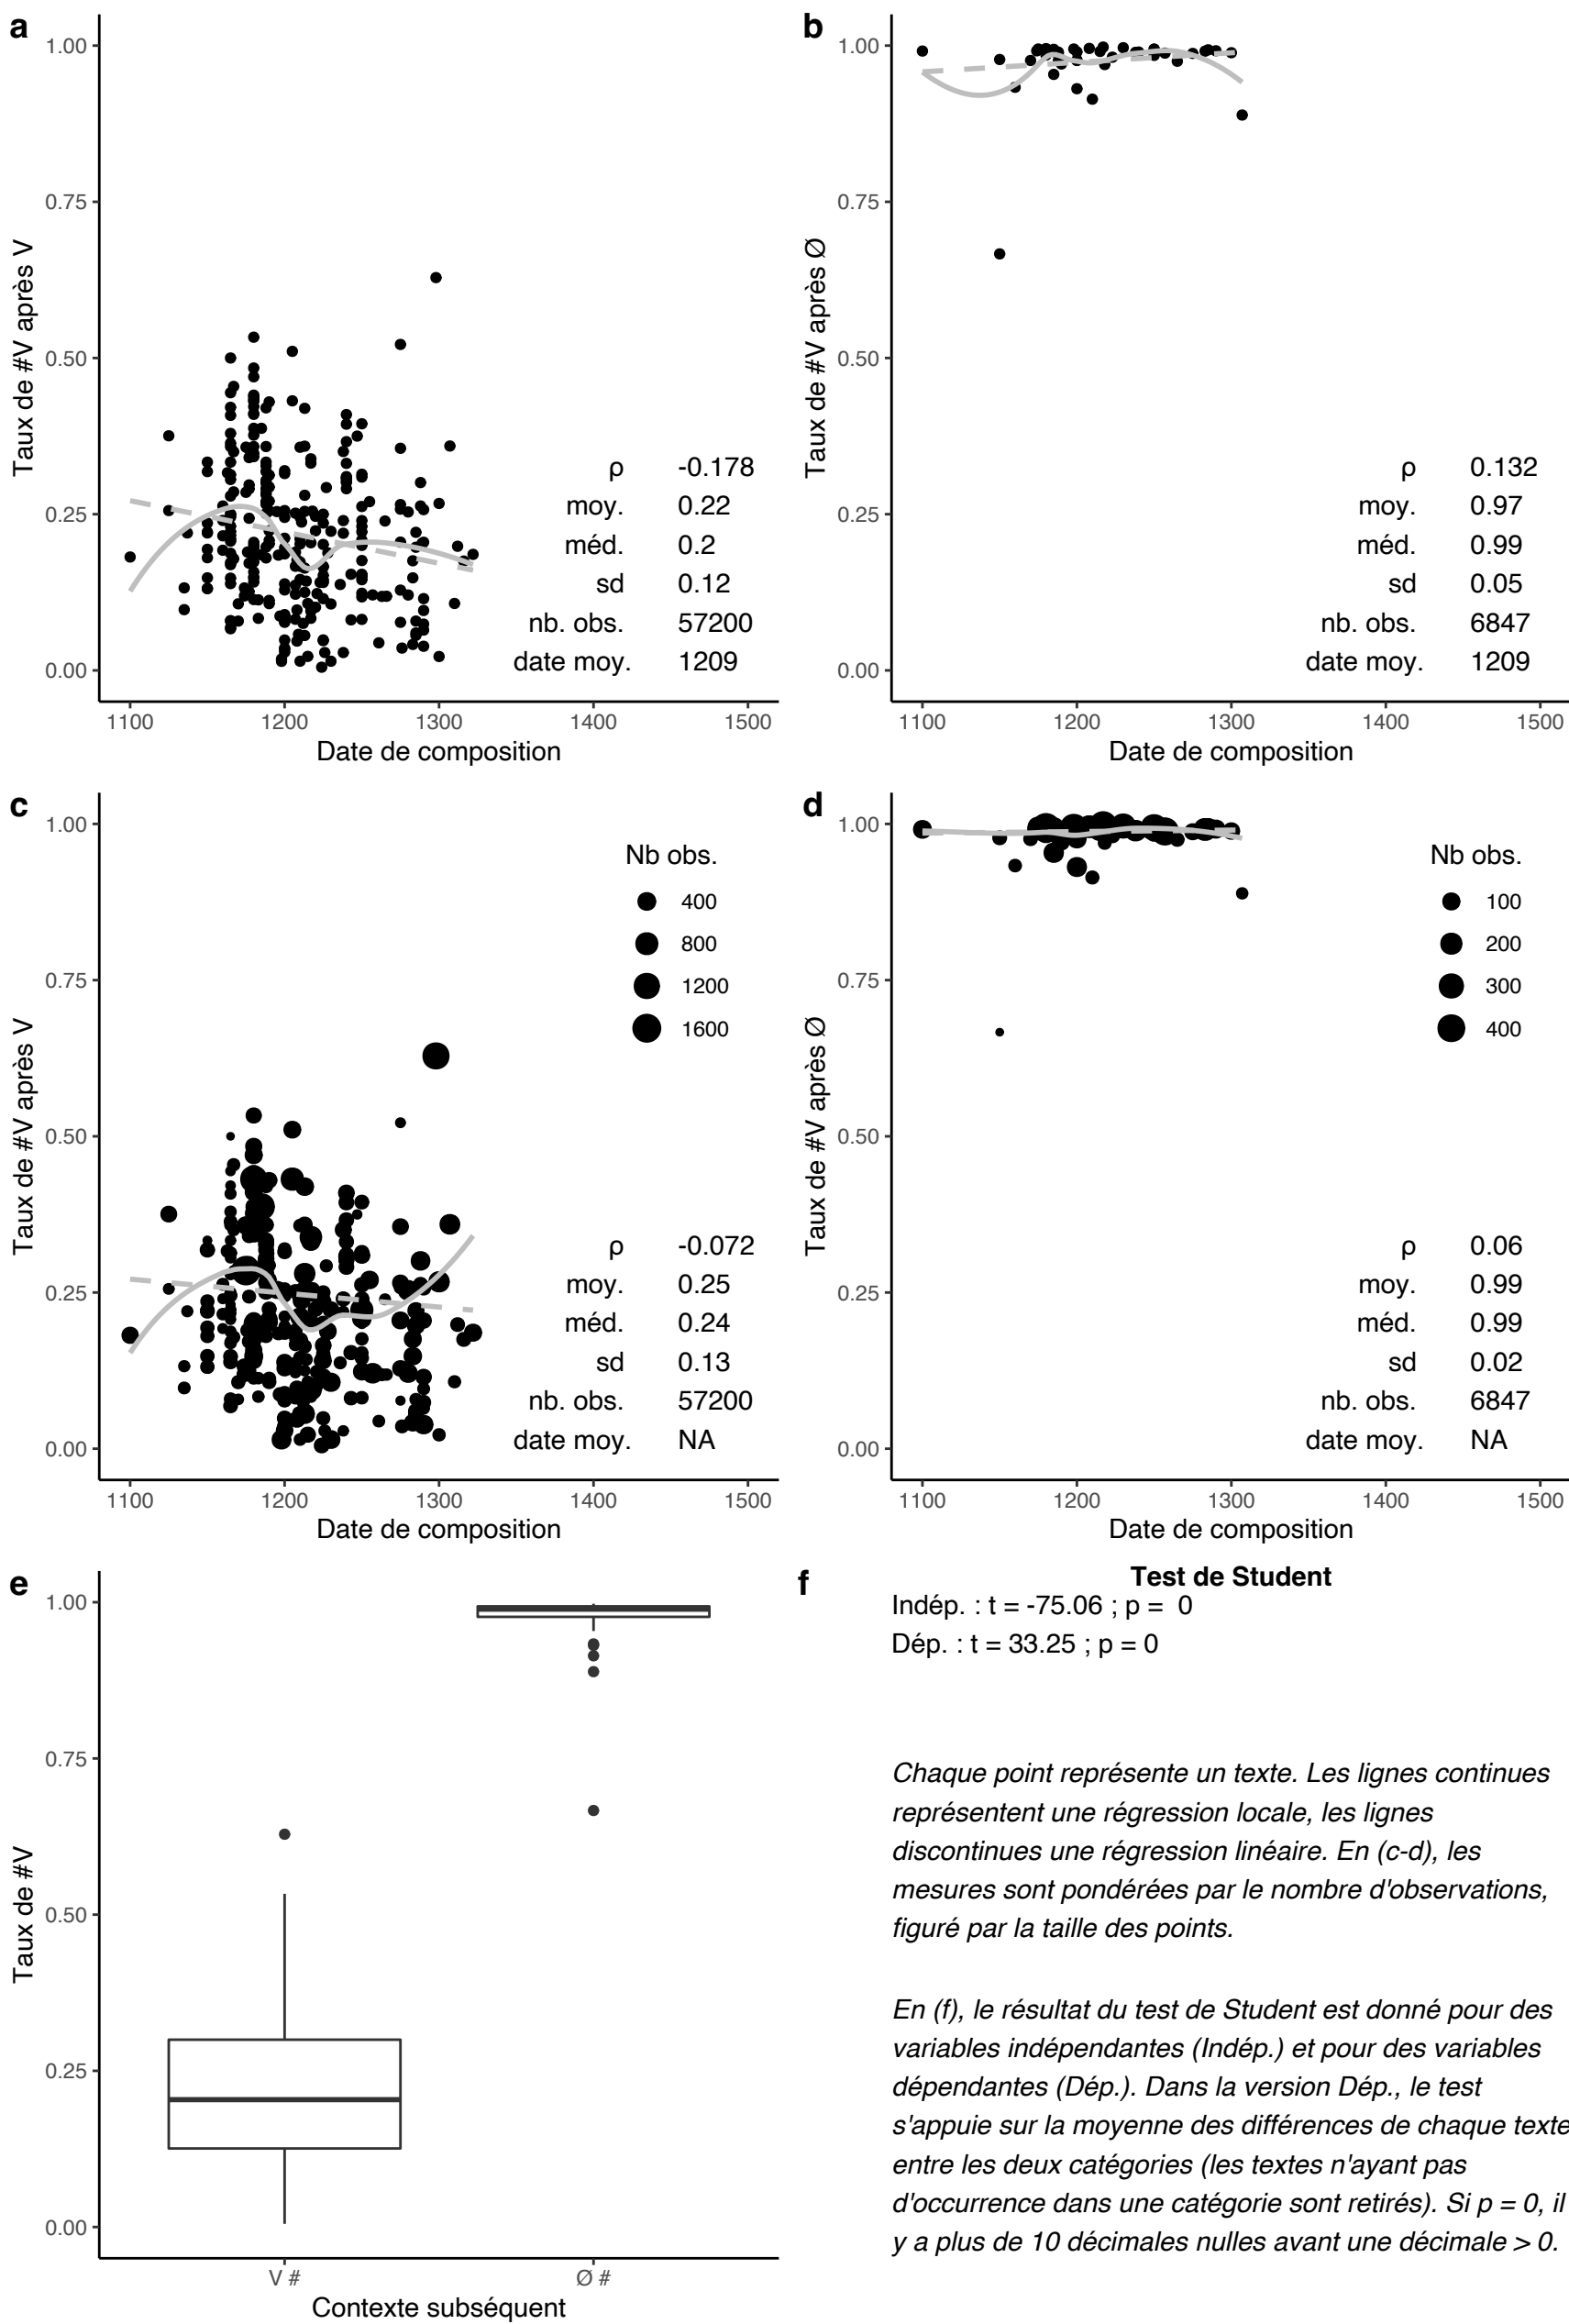 a
1.00
0.75
0.50
0.25
0.00
Taux de #V après V
ρ -0.178
moy. 0.22
méd. 0.2
sd 0.12
nb. obs. 57200
date moy. 1209
1100 1200 1300 1400 1500
Date de composition
b
1.00
0.75
0.50
0.25
0.00
Taux de #V après Ø
ρ 0.132
moy. 0.97
méd. 0.99
sd 0.05
nb. obs. 6847
date moy. 1209
1100 1200 1300 1400 1500
Date de composition
c
1.00
0.75
0.50
0.25
0.00
Taux de #V après V
Nb obs.
400
800
1200
1600
ρ -0.072
moy. 0.25
méd. 0.24
sd 0.13
nb. obs. 57200
date moy. NA
1100 1200 1300 1400 1500
Date de composition
d
1.00
0.75
0.50
0.25
0.00
Taux de #V après Ø
Nb obs.
100
200
300
400
ρ 0.06
moy. 0.99
méd. 0.99
sd 0.02
nb. obs. 6847
date moy. NA
1100 1200 1300 1400 1500
Date de composition
e
1.00
0.75
0.50
0.25
0.00
Taux de #V
V # Ø #
Contexte subséquent
f
Test de Student
Indép. : t = -75.06 ; p = 0
Dép. : t = 33.25 ; p = 0
Chaque point représente un texte. Les lignes continues
représentent une régression locale, les lignes
discontinues une régression linéaire. En (c-d), les
mesures sont pondérées par le nombre d'observations,
figuré par la taille des points.
En (f), le résultat du test de Student est donné pour des
variables indépendantes (Indép.) et pour des variables
dépendantes (Dép.). Dans la version Dép., le test
s'appuie sur la moyenne des différences de chaque texte
entre les deux catégories (les textes n'ayant pas
d'occurrence dans une catégorie sont retirés). Si p = 0, il
y a plus de 10 décimales nulles avant une décimale > 0.